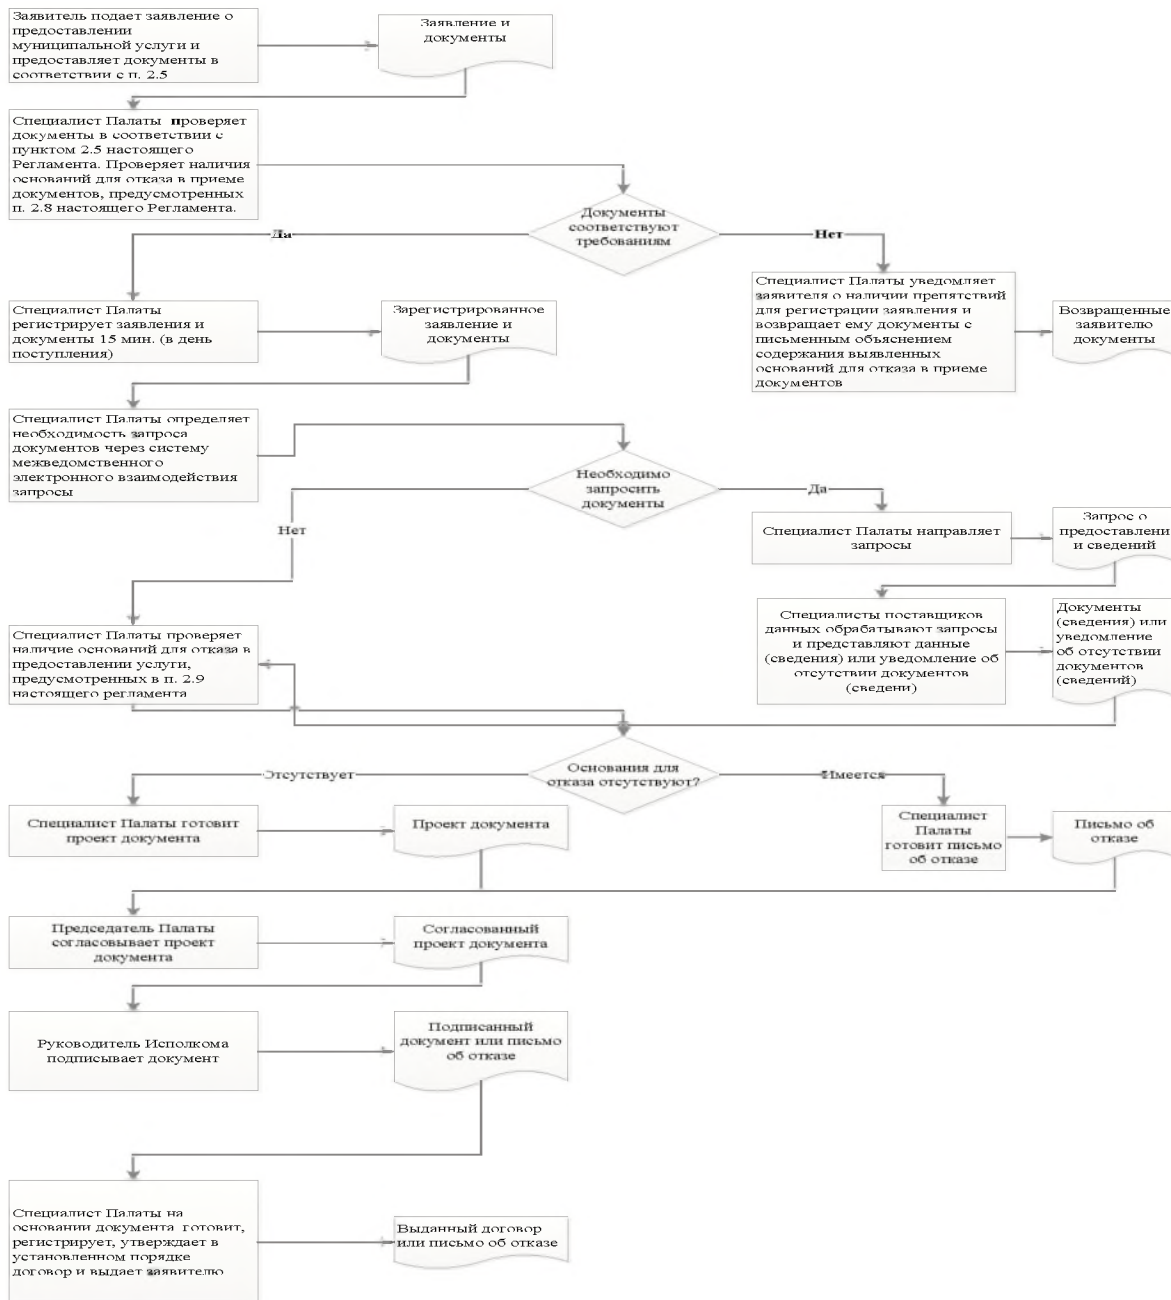 Заявитель подает заявление о
предоставлении
муниципальной услуги и
предоставляет документы в
соответствии с п. 2.5
Заявление и
документы
Специалист Палаты проверяет
документы в соответствии с
пунктом 2.5 настоящего
Регламента. Проверяет наличия
оснований для отказа в приеме
документов, предусмотренных
п. 2.8 настоящего Регламента.
Документы
соответствуют
требованиям
Да
Нет
Специалист Палаты
регистрирует заявления и
документы 15 мин. (в день
поступления)
Зарегистрированное
заявление и
документы
Специалист Палаты уведомляет
заявителя о наличии препятствий
для регистрации заявления и
возвращает ему документы с
письменным объяснением
содержания выявленных
оснований для отказа в приеме
документов
Возвращенные
заявителю
документы
Специалист Палаты определяет
необходимость запроса
документов через систему
межведомственного
электронного взаимодействия
запросы
Необходимо
запросить
документы
Нет
Да
Специалист Палаты направляет
запросы
Запрос о
предоставлени
и сведений
Специалисты поставщиков
данных обрабатывают запросы
и представляют данные
(сведения) или уведомление об
отсутствии документов
(сведени)
Документы
(сведения) или
уведомление
об отсутствии
документов
(сведений)
Специалист Палаты проверяет
наличие оснований для отказа в
предоставлении услуги,
предусмотренных в п. 2.9
настоящего регламента
Основания для
отказа отсутствуют?
Отсутствует
Имеется
Специалист Палаты готовит
проект документа
Проект документа
Специалист
Палаты
готовит письмо
об отказе
Письмо об
отказе
Председатель Палаты
согласовывает проект
документа
Согласованный
проект документа
Руководитель Исполкома
подписывает документ
Подписанный
документ или письмо
об отказе
Специалист Палаты на
основании документа готовит,
регистрирует, утверждает в
установленном порядке
договор и выдает заявителю
Выданный договор
или письмо об отказе